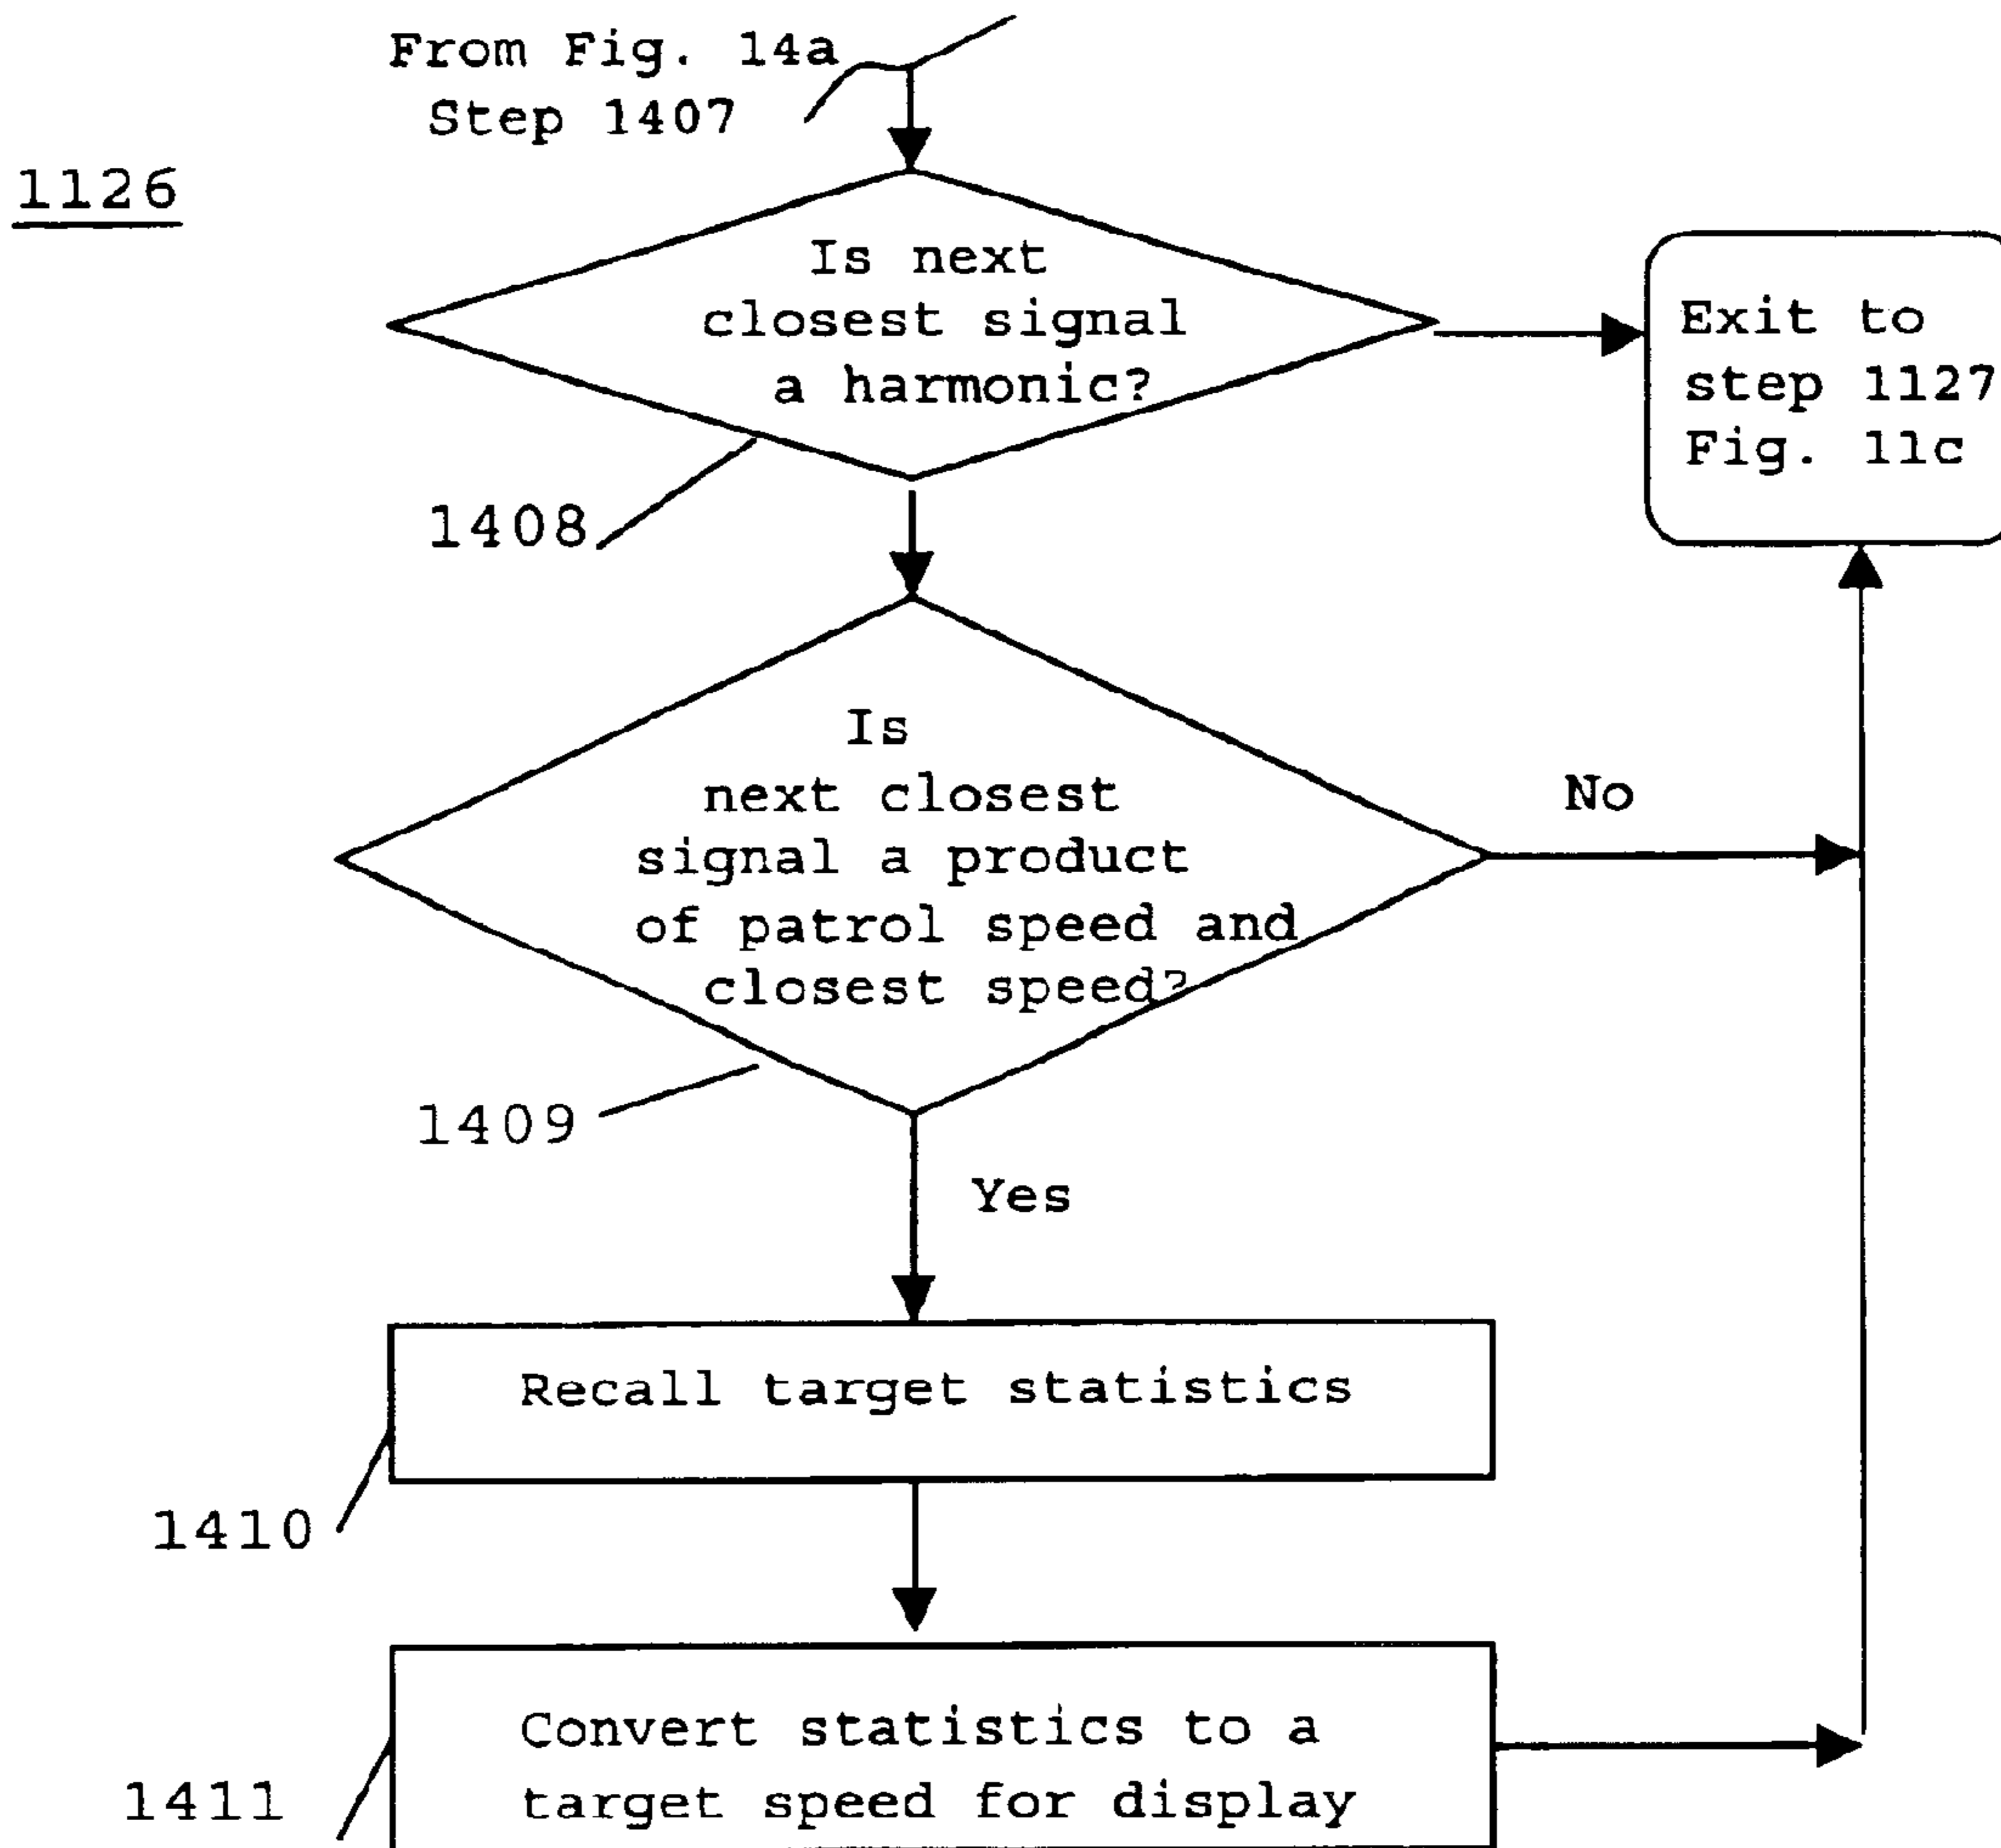 From Fig. 14a
Step 1407
1126
Is next
closest signal
a harmonic?
Exit to
step 1127
Fig. 11c
1408
Is
next closest
signal a product
of patrol speed and
closest speed?
No
1409
Yes
Recall target statistics
1410
Convert statistics to a
target speed for display
1411